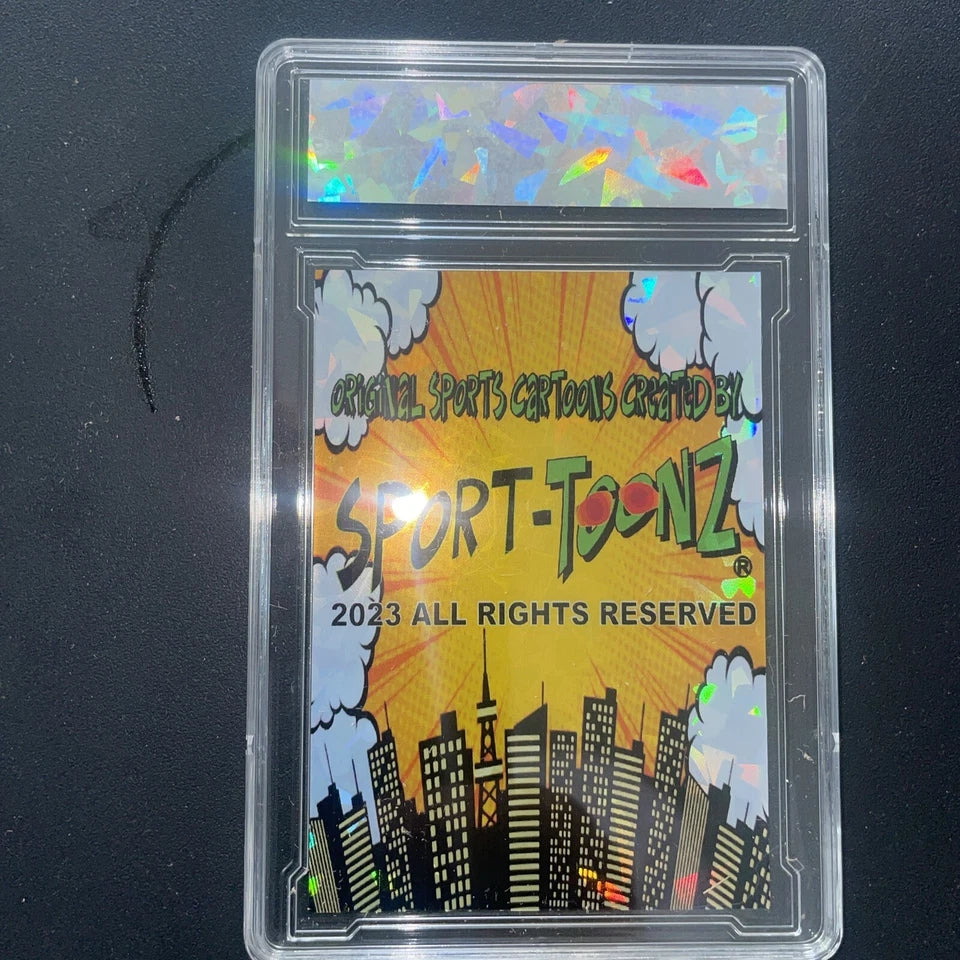 ORIGINAL SPORTS CARTOONS CREATED BY
SPORT-TOONZ®
2023 ALL RIGHTS RESERVED